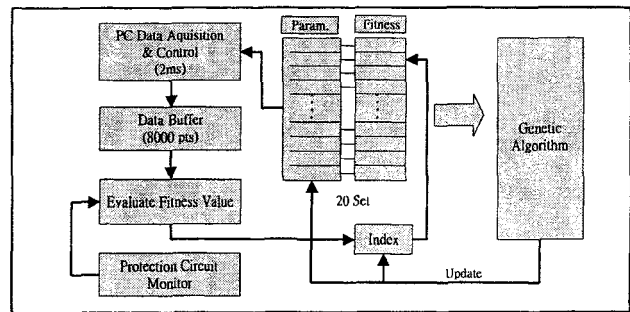 PC Data Aquisition
& Control
(2ms)
Data Buffer
(8000 pts)
Evaluate Fitness Value
Protection Circuit
Monitor
Param.
Fitness
20 Set
Index
Update
Genetic
Algorithm